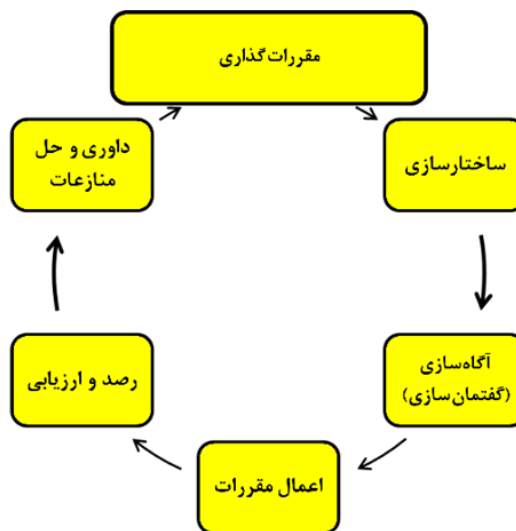 مقررات‌گذاری
ساختارسازی
آگاه‌سازی
(گفتمان‌سازی)
اعمال مقررات
رصد و ارزیابی
داوری و حل
منازعات